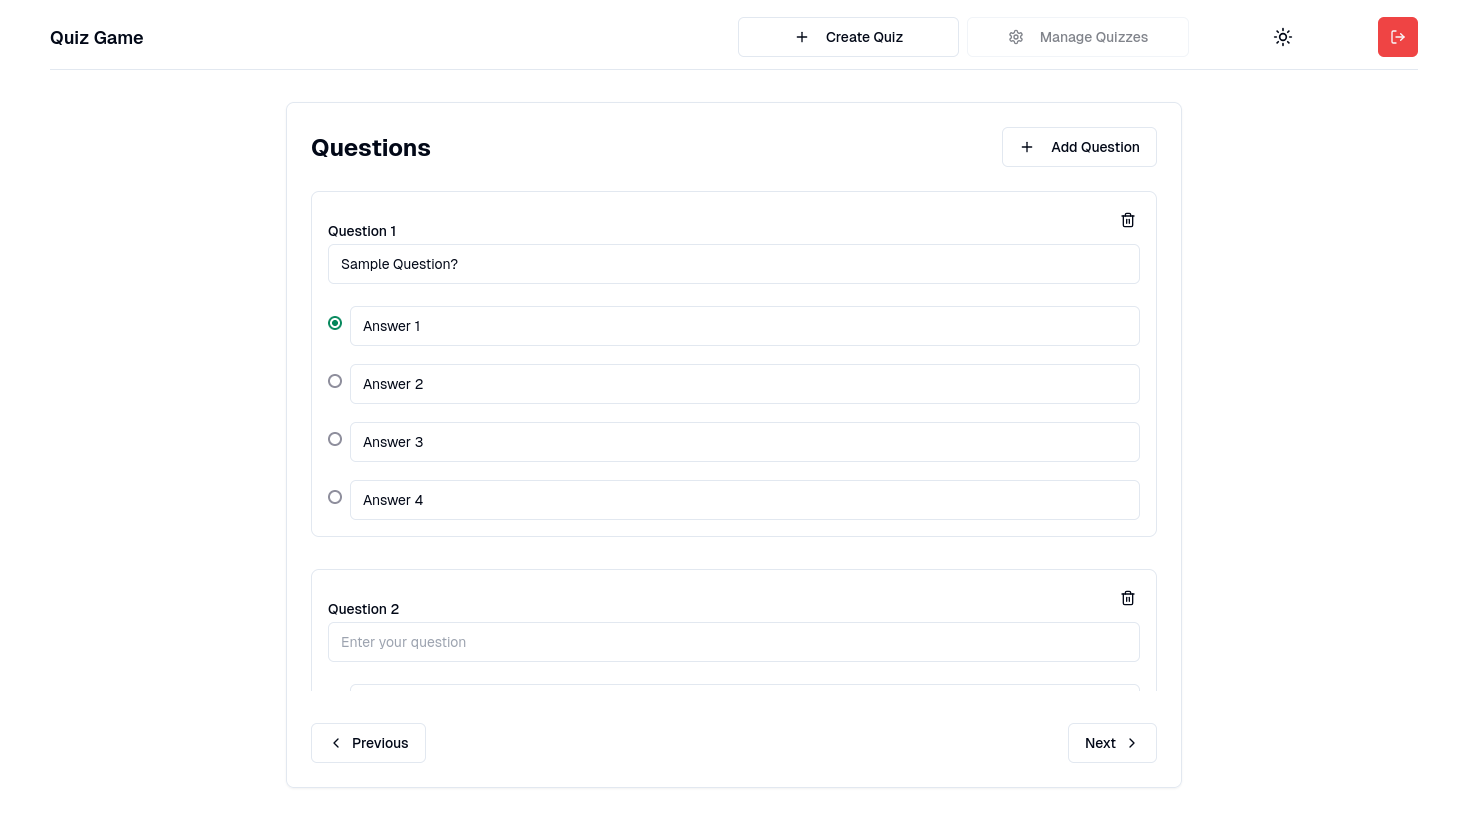 Quiz Game
Create Quiz
Manage Quizzes
Questions
Add Question
Question 1
Sample Question?
Answer 1
Answer 2
Answer 3
Answer 4
Question 2
Enter your question
Previous
Next